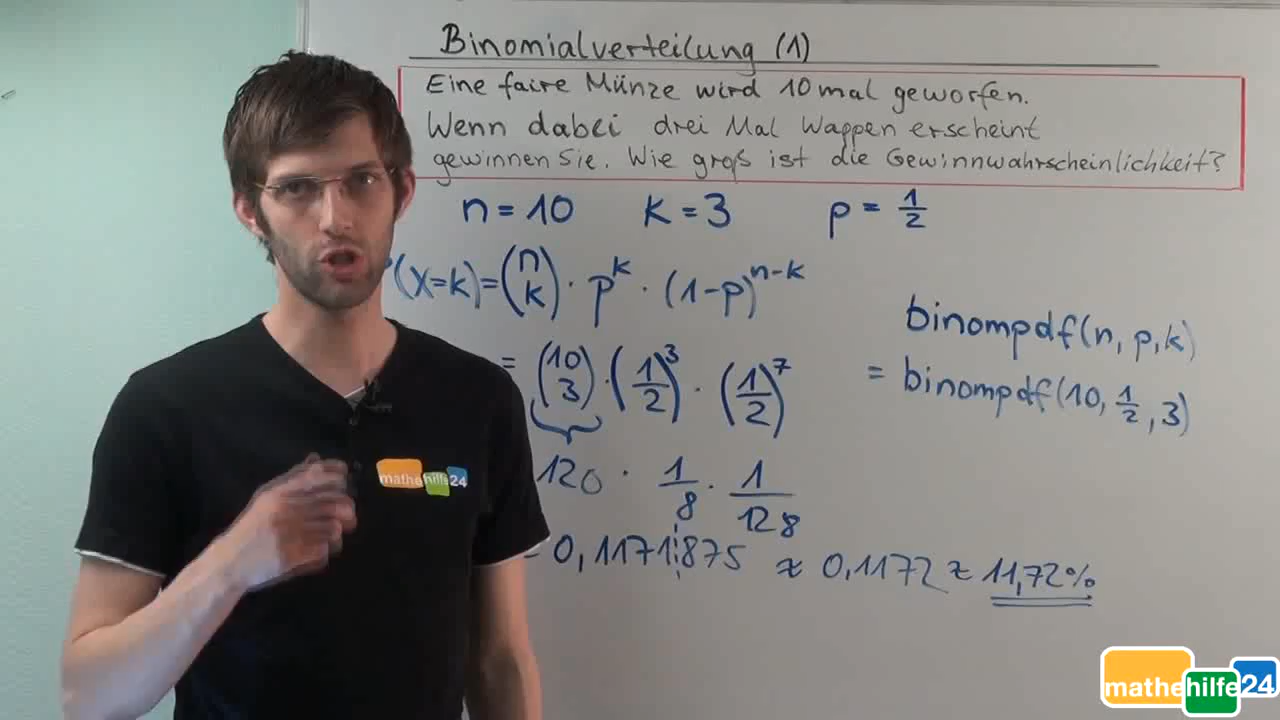 Binomialverteilung (1)
Eine faire Münze wird 10 mal geworfen.
Wenn dabei drei Mal Wappen erscheint
gewinnen Sie. Wie groß ist die Gewinnwahrscheinlichkeit?
n = 10 k = 3 p = 1/2
(X=k) = (n k) · p^k · (1-p)^n-k
= (10 3) · (1/2)^3 · (1/2)^7
120 · 1/8 · 1/128
= 0,1171875 ≈ 0,1172 ≈ 11,72%
binompdf(n, p, k)
= binompdf(10, 1/2, 3)
mathehilfe24
mathehilfe24